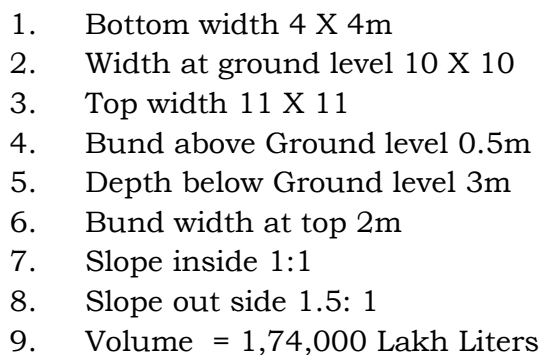 1. Bottom width 4 X 4m
2. Width at ground level 10 X 10
3. Top width 11 X 11
4. Bund above Ground level 0.5m
5. Depth below Ground level 3m
6. Bund width at top 2m
7. Slope inside 1:1
8. Slope out side 1.5: 1
9. Volume = 1,74,000 Lakh Liters